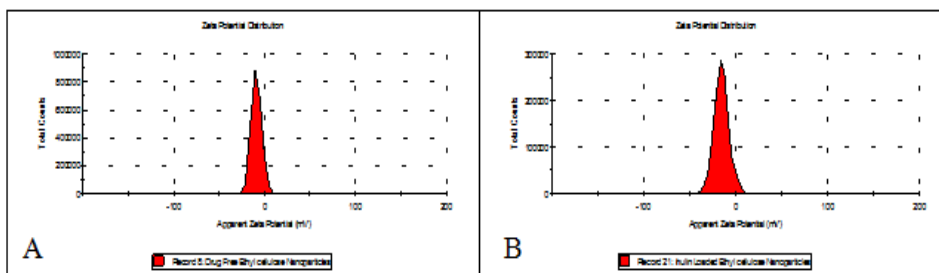 Zeta Potential Distribution
1000000
800000
600000
400000
200000
0
Total Counts
-100 0 100 200
Apparent Zeta Potential (mV)
A
Record 5: Drug Free Ethyl cellulose Nanoparticles
Zeta Potential Distribution
300000
200000
100000
0
Total Counts
-100 0 100 200
Apparent Zeta Potential (mV)
B
Record 21: Loaded Ethyl cellulose Nanoparticles